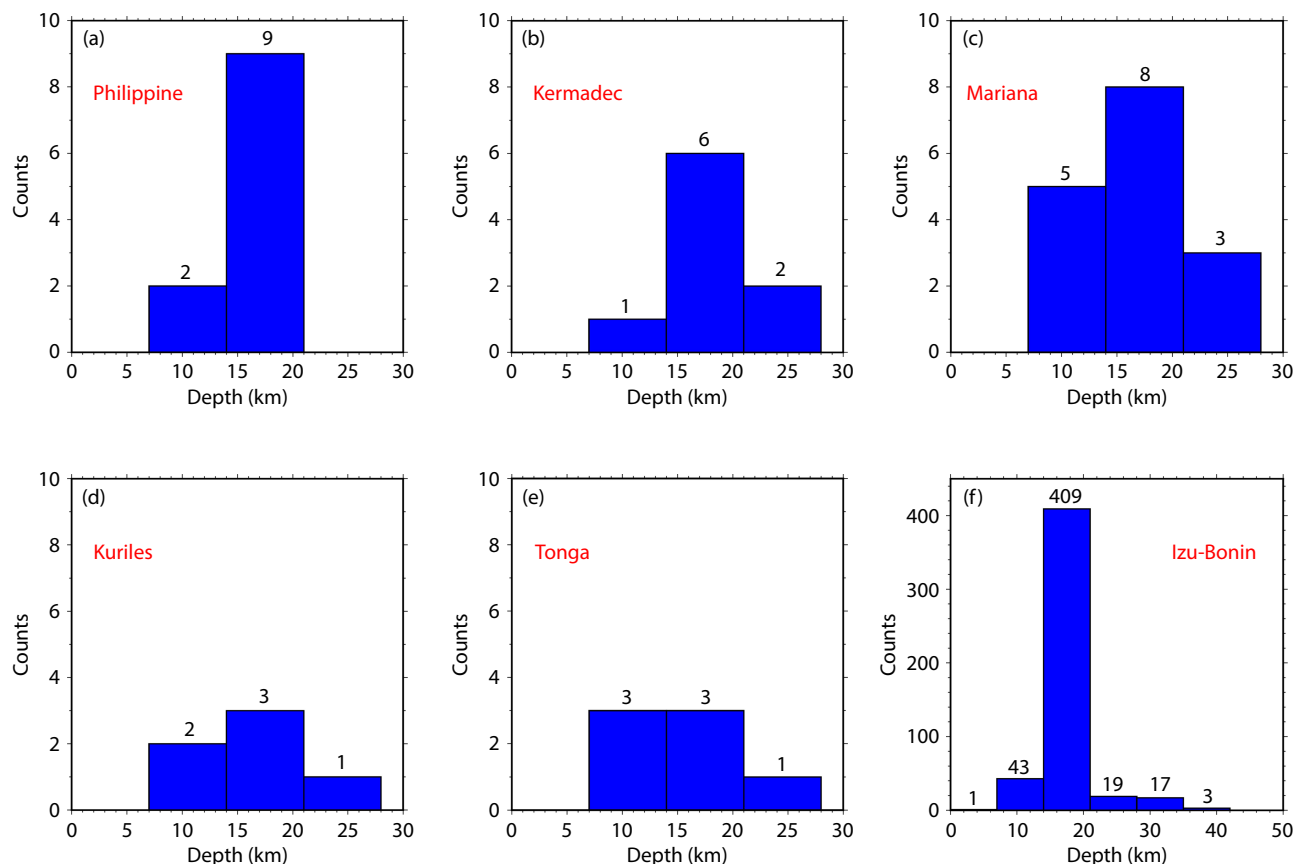 (a)
Philippine
9
2
Counts
0
2
4
6
8
10
0 5 10 15 20 25 30
Depth (km)
(b)
Kermadec
1
6
2
Counts
0
2
4
6
8
10
0 5 10 15 20 25 30
Depth (km)
(c)
Mariana
5
8
3
Counts
0
2
4
6
8
10
0 5 10 15 20 25 30
Depth (km)
(d)
Kuriles
2
3
1
Counts
0
2
4
6
8
10
0 5 10 15 20 25 30
Depth (km)
(e)
Tonga
3
3
1
Counts
0
2
4
6
8
10
0 5 10 15 20 25 30
Depth (km)
(f)
Izu-Bonin
1
43
409
19
17
3
Counts
0
100
200
300
400
0 10 20 30 40 50
Depth (km)